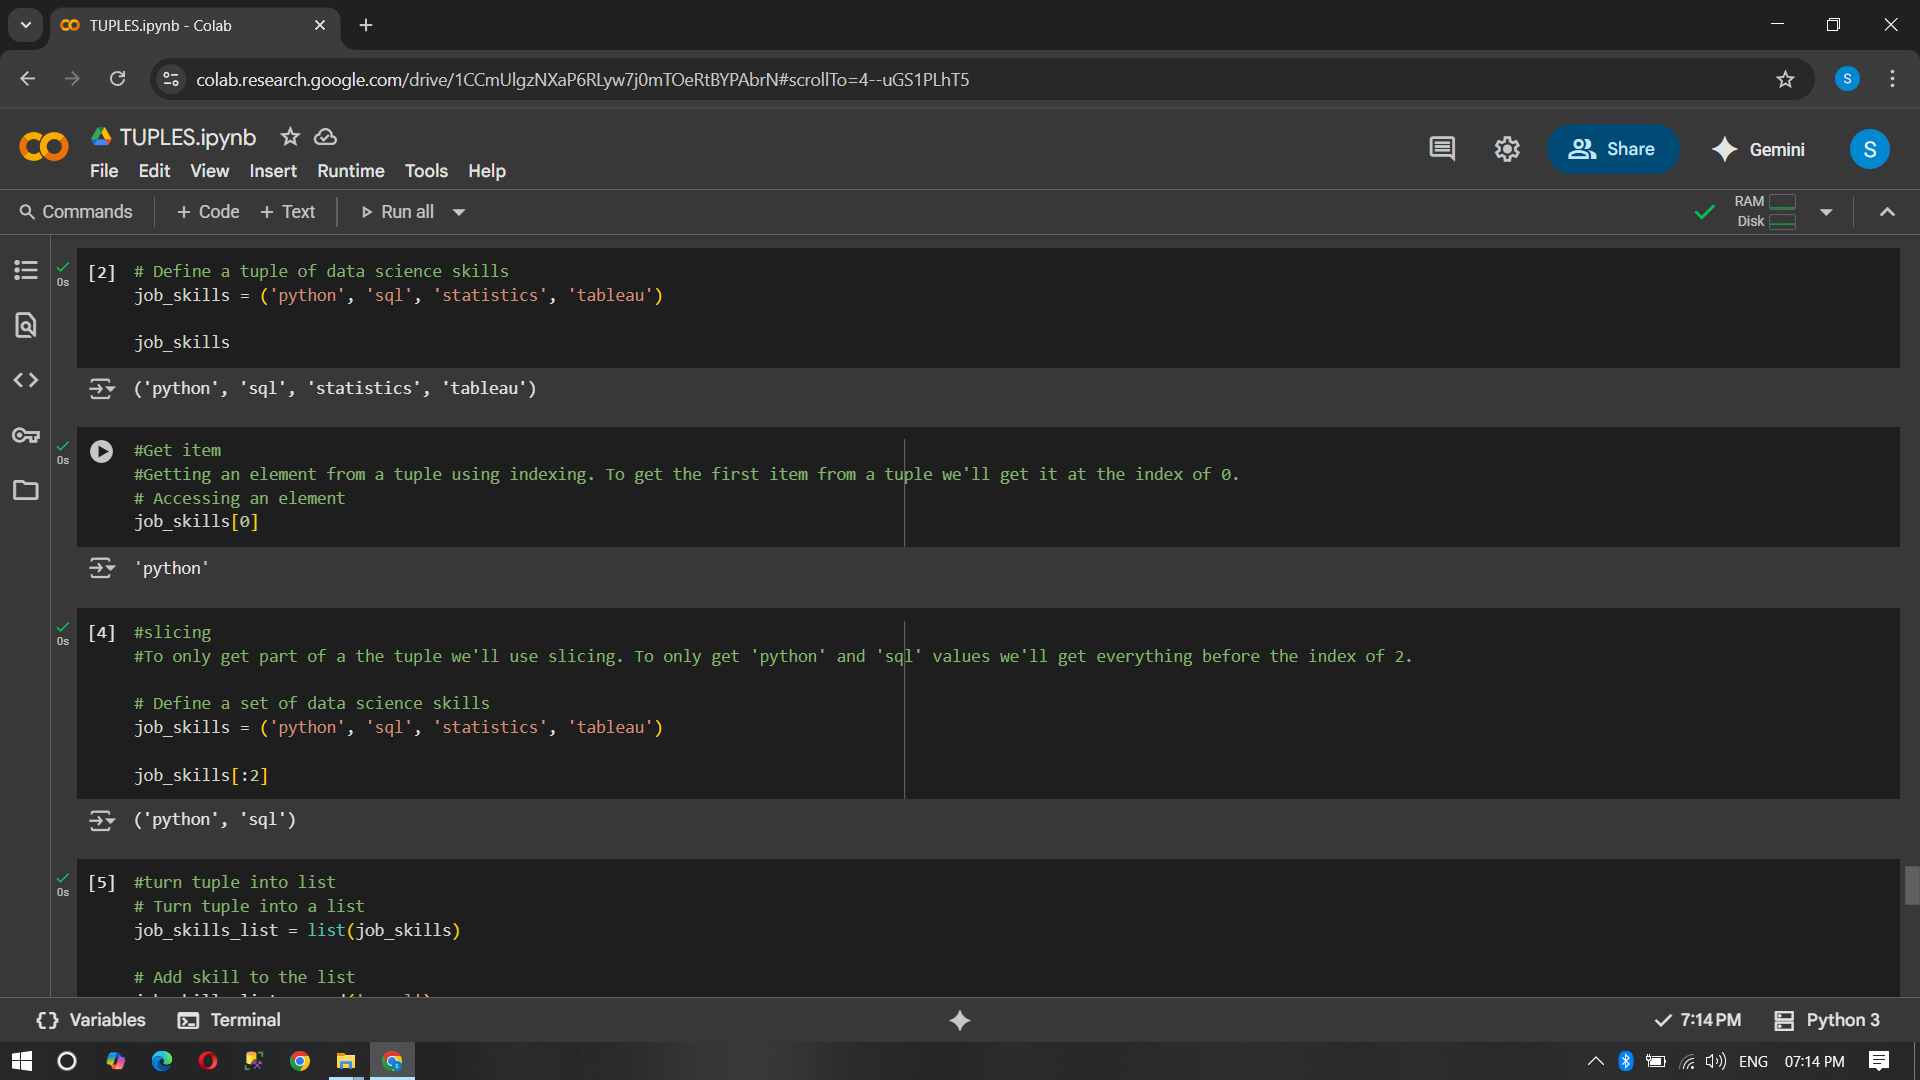 TUPLES.ipynb - Colab
colab.research.google.com/drive/1CCmUlgzNXaP6RLyw7j0mTOeRtBYPAbrN#scrollTo=4--uGS1PLhT5
S
TUPLES.ipynb
File Edit View Insert Runtime Tools Help
Share
Gemini
S
Commands
+ Code
+ Text
Run all
RAM
Disk
0s
[2]
# Define a tuple of data science skills
job_skills = ('python', 'sql', 'statistics', 'tableau')
job_skills
('python', 'sql', 'statistics', 'tableau')
0s
#Get item
#Getting an element from a tuple using indexing. To get the first item from a tuple we'll get it at the index of 0.
# Accessing an element
job_skills[0]
'python'
0s
[4]
#slicing
#To only get part of a the tuple we'll use slicing. To only get 'python' and 'sql' values we'll get everything before the index of 2.
# Define a set of data science skills
job_skills = ('python', 'sql', 'statistics', 'tableau')
job_skills[:2]
('python', 'sql')
0s
[5]
#turn tuple into list
# Turn tuple into a list
job_skills_list = list(job_skills)
# Add skill to the list
Variables
Terminal
7:14 PM
Python 3
ENG
07:14 PM